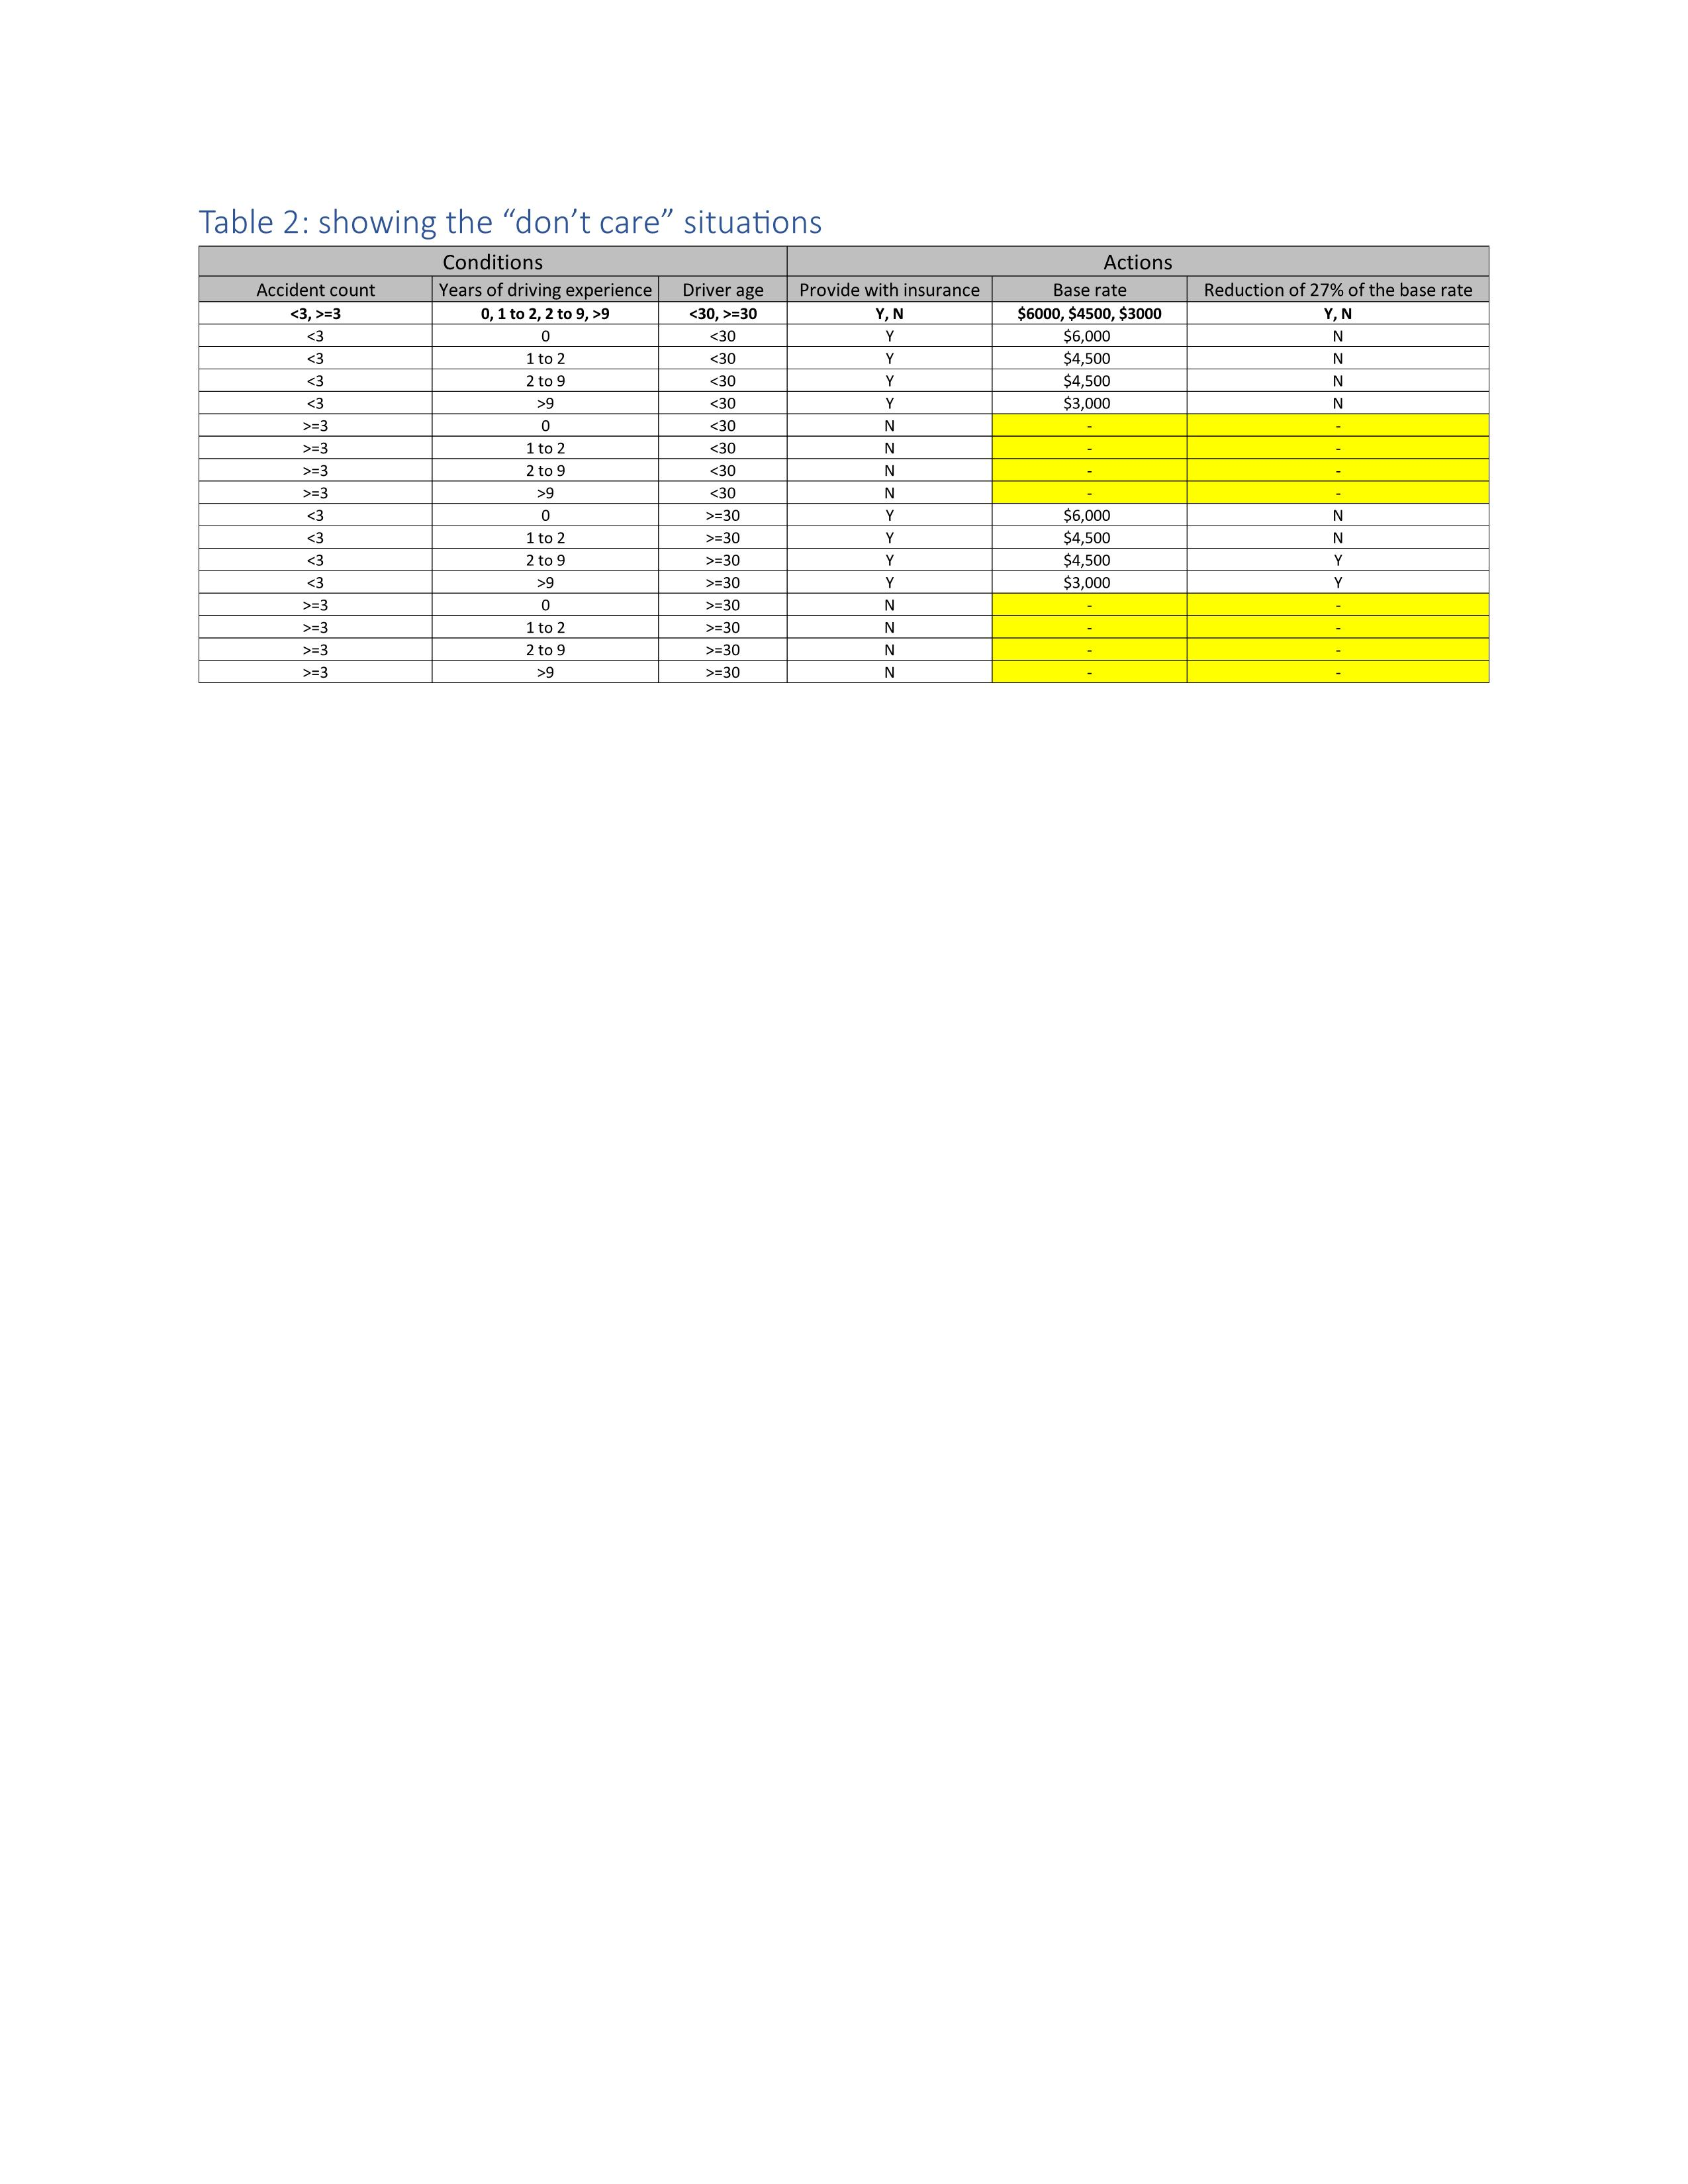 Table 2: showing the “don’t care” situations
Conditions Actions
Accident count Years of driving experience Driver age Provide with insurance Base rate Reduction of 27% of the base rate
<3, >=3 0, 1 to 2, 2 to 9, >9 <30, >=30 Y, N $6000, $4500, $3000 Y, N
<3 0 <30 Y $6,000 N
<3 1 to 2 <30 Y $4,500 N
<3 2 to 9 <30 Y $4,500 N
<3 >9 <30 Y $3,000 N
>=3 0 <30 N - -
>=3 1 to 2 <30 N - -
>=3 2 to 9 <30 N - -
>=3 >9 <30 N - -
<3 0 >=30 Y $6,000 N
<3 1 to 2 >=30 Y $4,500 N
<3 2 to 9 >=30 Y $4,500 Y
<3 >9 >=30 Y $3,000 Y
>=3 0 >=30 N - -
>=3 1 to 2 >=30 N - -
>=3 2 to 9 >=30 N - -
>=3 >9 >=30 N - -